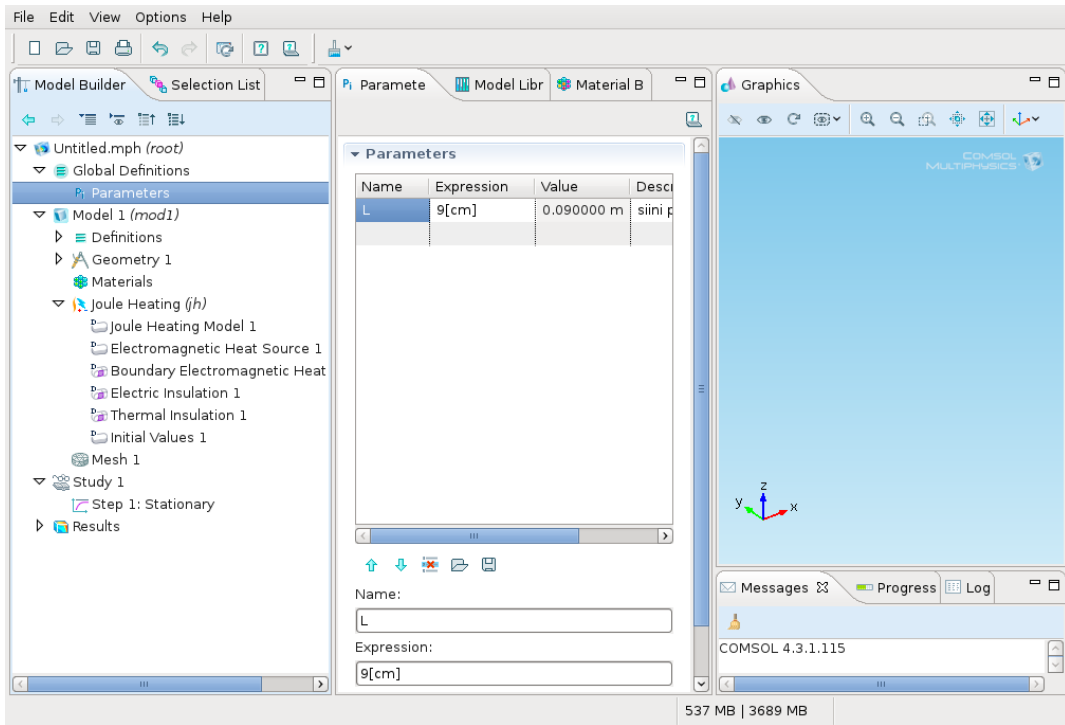 File Edit View Options Help
Model Builder Selection List
Untitled.mph (root)
Global Definitions
Pi Parameters
Model 1 (mod1)
Definitions
Geometry 1
Materials
Joule Heating (jh)
Joule Heating Model 1
Electromagnetic Heat Source 1
Boundary Electromagnetic Heat
Electric Insulation 1
Thermal Insulation 1
Initial Values 1
Mesh 1
Study 1
Step 1: Stationary
Results
Pi Paramete Model Libr Material B
Parameters
Name Expression Value Descr
L 9[cm] 0.090000 m siini p
Name:
L
Expression:
9[cm]
Graphics
COMSOL
MULTIPHYSICS
z
y x
Messages Progress Log
COMSOL 4.3.1.115
537 MB | 3689 MB